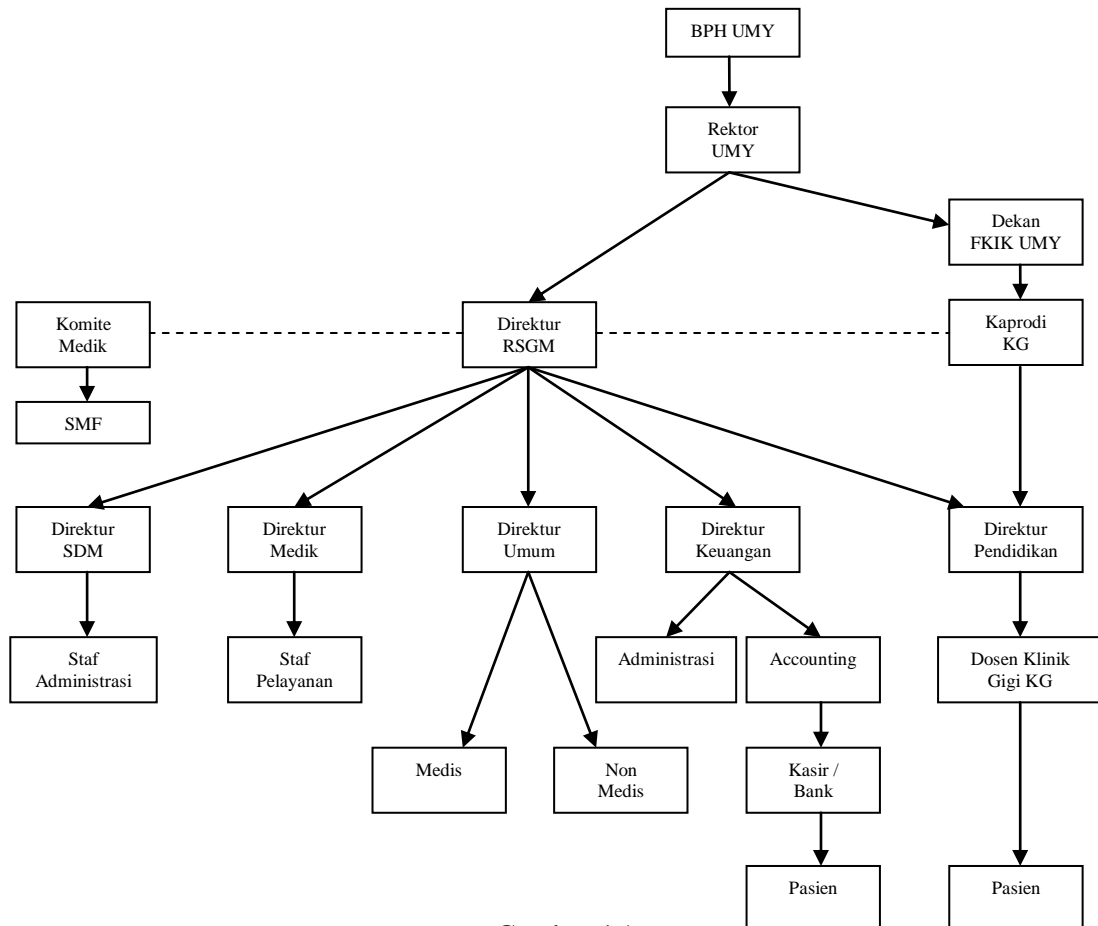 BPH UMY
Rektor
UMY
Dekan
FKIK UMY
Komite
Medik
Direktur
RSGM
Kaprodi
KG
SMF
Direktur
SDM
Direktur
Medik
Direktur
Umum
Direktur
Keuangan
Direktur
Pendidikan
Staf
Administrasi
Staf
Pelayanan
Administrasi
Accounting
Dosen Klinik
Gigi KG
Medis
Non
Medis
Kasir /
Bank
Pasien
Pasien